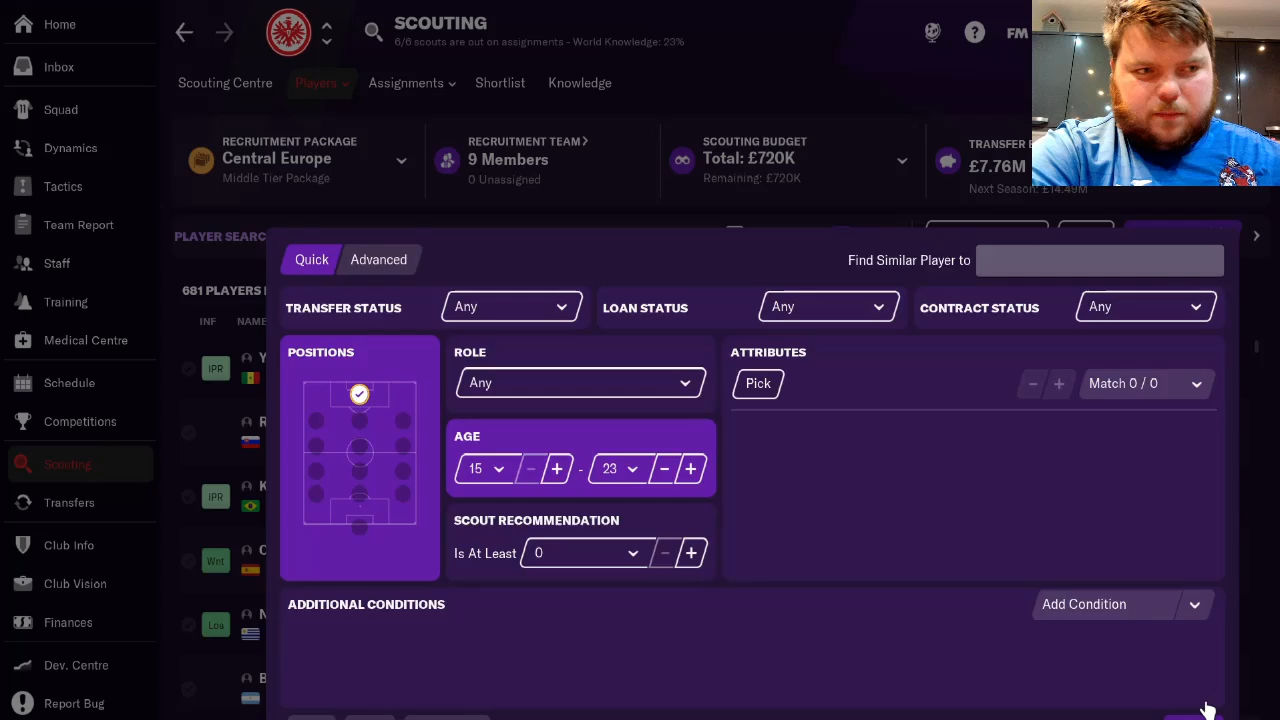 Home
Inbox
Squad
Dynamics
Tactics
Team Report
Staff
Training
Medical Centre
Schedule
Competitions
Scouting
Transfers
Club Info
Club Vision
Finances
Dev. Centre
Report Bug
SCOUTING
6/6 scouts are out on assignments - World Knowledge: 23%
FM
Scouting Centre Players Assignments Shortlist Knowledge
RECRUITMENT PACKAGE
Central Europe
Middle Tier Package
RECRUITMENT TEAM
9 Members
0 Unassigned
SCOUTING BUDGET
Total: £720K
Remaining: £720K
TRANSFER
£7.76M
Next Season: £14.49M
PLAYER
681 PLAYERS
INF NAME
IPR
IPR
Wnt
Loa
Quick Advanced
Find Similar Player to
TRANSFER STATUS Any
LOAN STATUS Any
CONTRACT STATUS Any
POSITIONS
ROLE
Any
AGE
15 - + - 23 - +
SCOUT RECOMMENDATION
Is At Least 0 - +
ATTRIBUTES
Pick - + Match 0 / 0
ADDITIONAL CONDITIONS
Add Condition